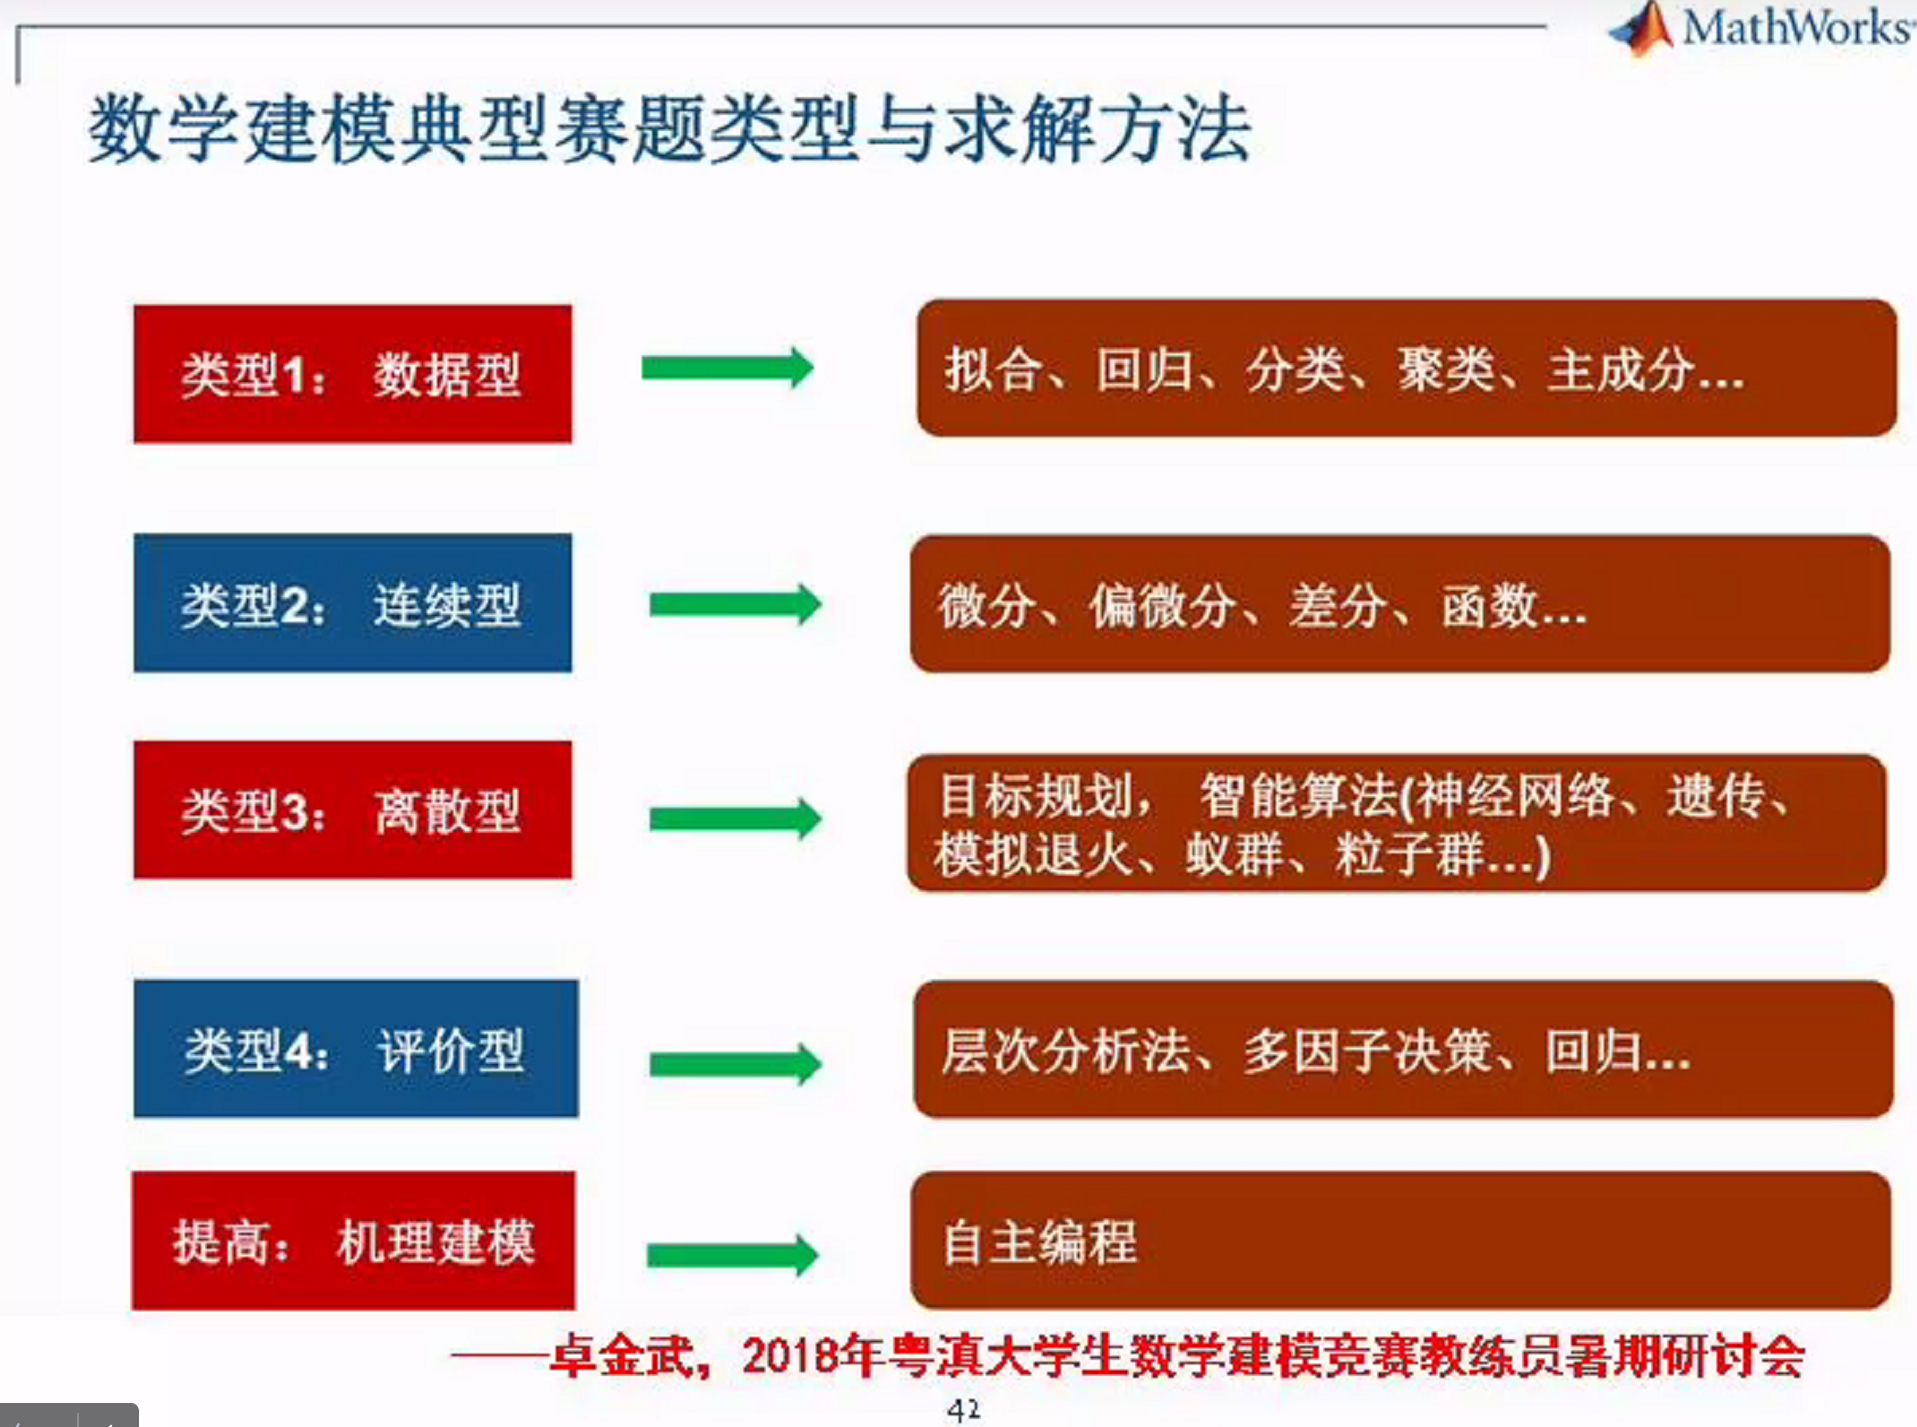 MathWorks
数学建模典型赛题类型与求解方法
类型1： 数据型
拟合、回归、分类、聚类、主成分...
类型2： 连续型
微分、偏微分、差分、函数...
类型3： 离散型
目标规划， 智能算法(神经网络、遗传、
模拟退火、蚁群、粒子群...)
类型4： 评价型
层次分析法、多因子决策、回归...
提高： 机理建模
自主编程
——卓金武，2018年粤滇大学生数学建模竞赛教练员暑期研讨会
42